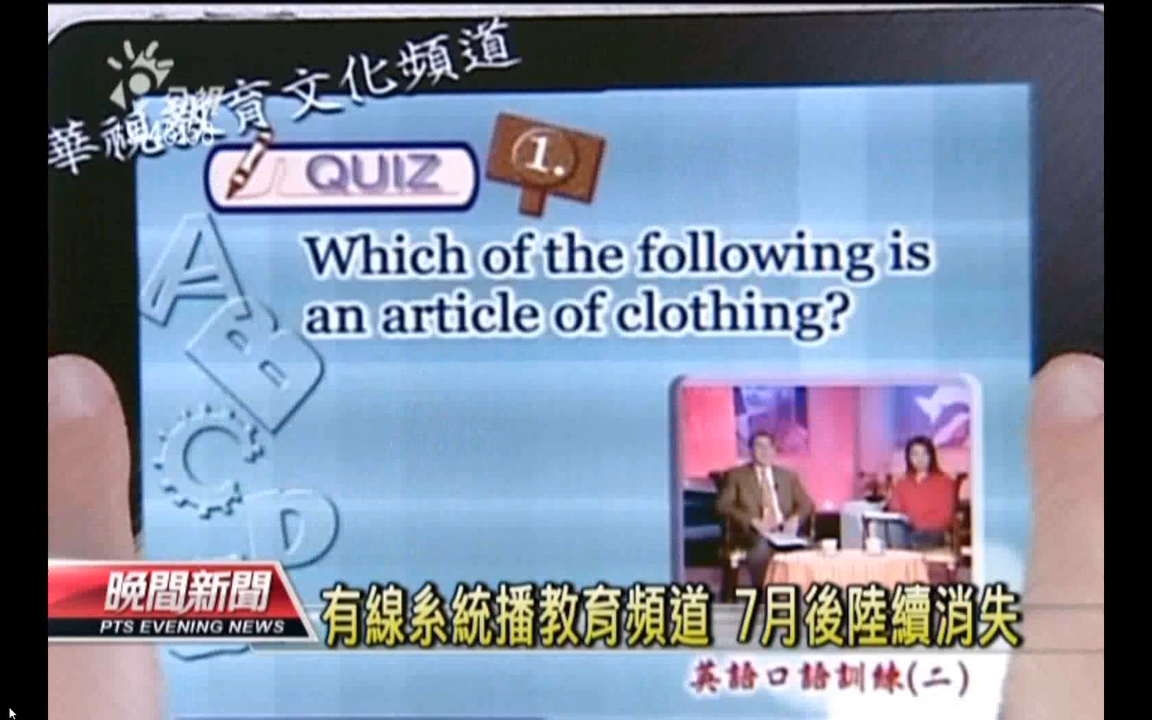 華視教育文化頻道
QUIZ
1.
Which of the following is
an article of clothing?
A
B
C
D
晚間新聞
PTS EVENING NEWS
有線系統播教育頻道 7月後陸續消失
英語口語訓練(二)